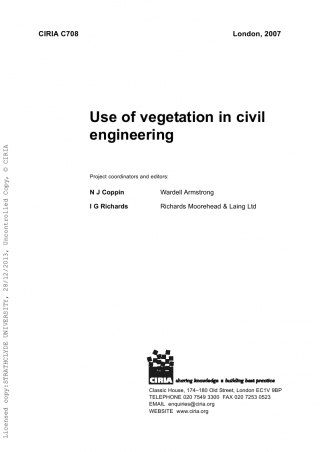 CIRIA C708 London, 2007
Use of vegetation in civil
engineering
Project coordinators and editors:
N J Coppin Wardell Armstrong
I G Richards Richards Moorehead & Laing Ltd
CIRIA sharing knowledge ■ building best practice
Classic House, 174–180 Old Street, London EC1V 9BP
TELEPHONE 020 7549 3300 FAX 020 7253 0523
EMAIL enquiries@ciria.org
WEBSITE www.ciria.org
Licensed copy:STRATHCLYDE UNIVERSITY, 28/12/2013, Uncontrolled Copy, © CIRIA